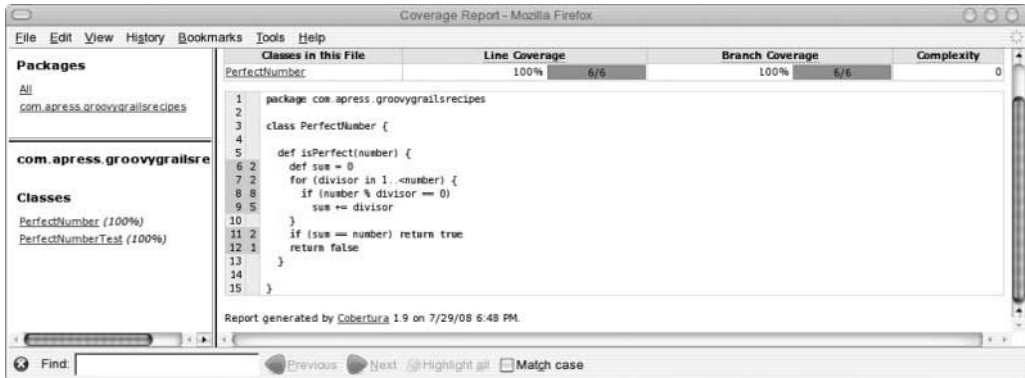 Coverage Report - Mozilla Firefox
File Edit View History Bookmarks Tools Help
Packages
All
com.apress.groovygrailsrecipes
com.apress.groovygrailsre
Classes
PerfectNumber (100%)
PerfectNumberTest (100%)
Classes in this File Line Coverage Branch Coverage Complexity
PerfectNumber 100% 6/6 100% 6/6 0
1 package com.apress.groovygrailsrecipes
2
3 class PerfectNumber {
4
5 def isPerfect(number) {
6 2 def sum = 0
7 2 for (divisor in 1..<number) {
8 8 if (number % divisor == 0)
9 5 sum += divisor
10 }
11 2 if (sum == number) return true
12 1 return false
13 }
14
15 }
Report generated by Cobertura 1.9 on 7/29/08 6:48 PM.
Find: Previous Next Highlight all Match case